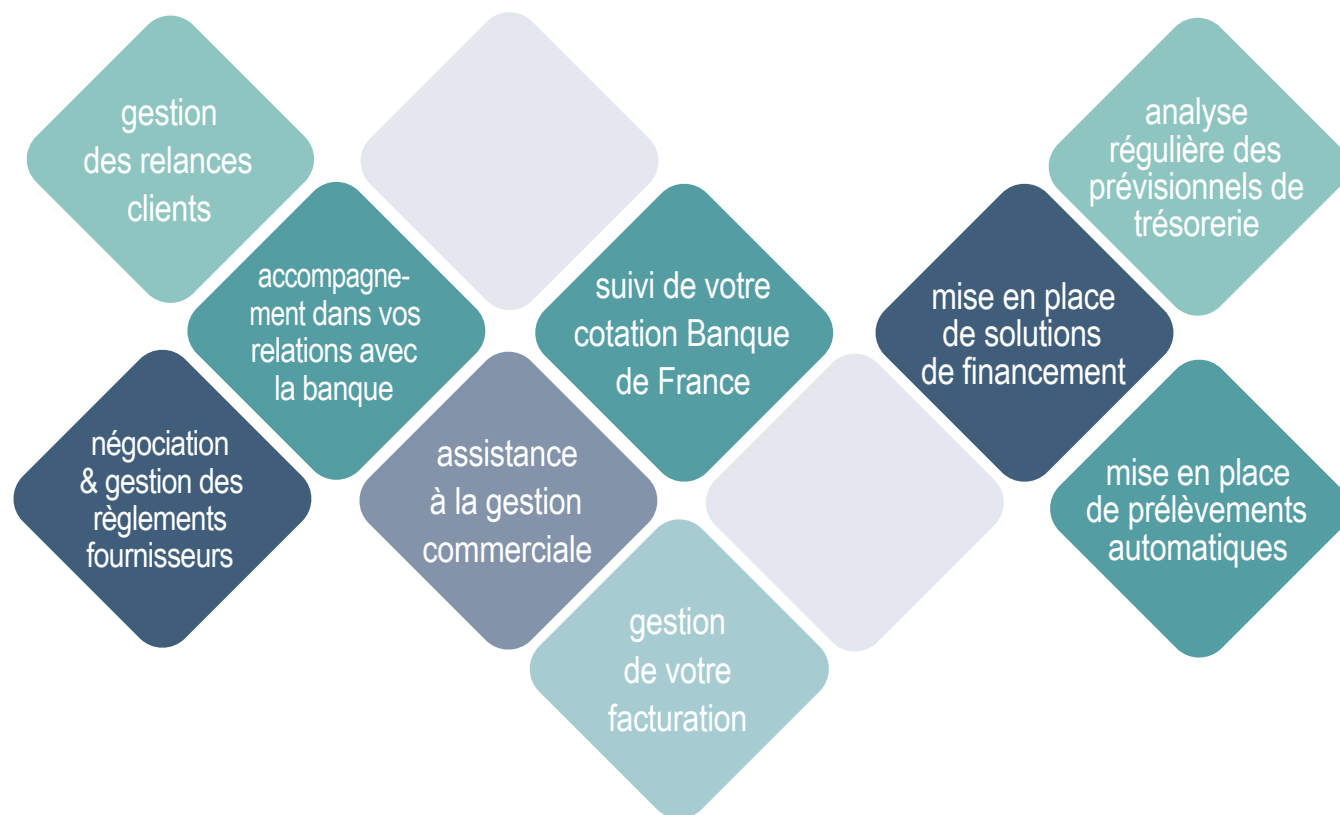 gestion
des relances
clients
analyse
régulière des
prévisionnels de
trésorerie
accompagne-
ment dans vos
relations avec
la banque
suivi de votre
cotation Banque
de France
mise en place
de solutions
de financement
négociation
& gestion des
règlements
fournisseurs
assistance
à la gestion
commerciale
mise en place
de prélèvements
automatiques
gestion
de votre
facturation